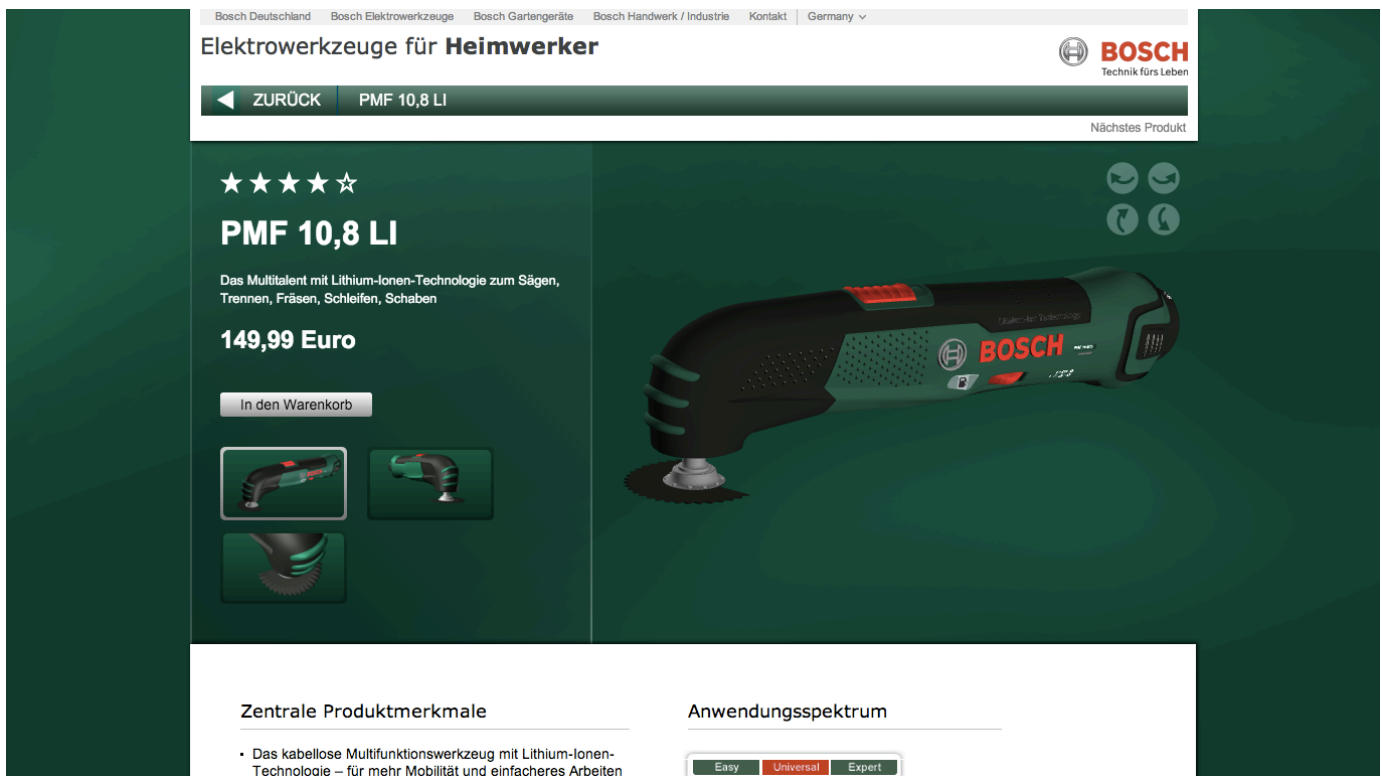 Bosch Deutschland Bosch Elektrowerkzeuge Bosch Gartengeräte Bosch Handwerk / Industrie Kontakt Germany
Elektrowerkzeuge für Heimwerker
BOSCH
Technik fürs Leben
ZURÜCK PMF 10,8 LI
Nächstes Produkt
PMF 10,8 LI
Das Multitalent mit Lithium-Ionen-Technologie zum Sägen,
Trennen, Fräsen, Schleifen, Schaben
149,99 Euro
In den Warenkorb
BOSCH
Zentrale Produktmerkmale
▪ Das kabellose Multifunktionswerkzeug mit Lithium-Ionen-
Technologie – für mehr Mobilität und einfacheres Arbeiten
Anwendungsspektrum
Easy Universal Expert